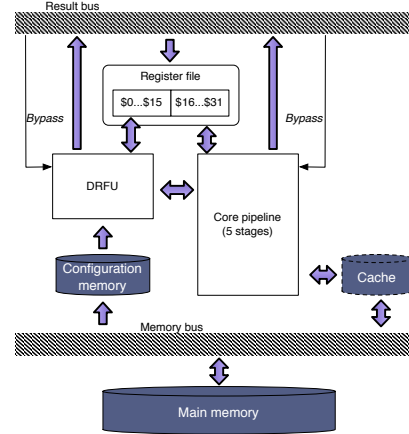 Result bus
Register file
$0...$15 $16...$31
Bypass
Bypass
DRFU
Core pipeline
(5 stages)
Configuration
memory
Cache
Memory bus
Main memory